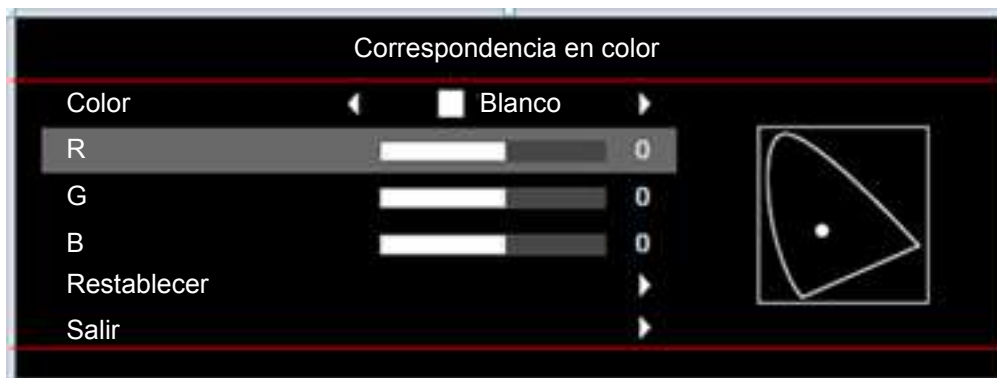 Correspondencia en color
Color Blanco
R 0
G 0
B 0
Restablecer
Salir